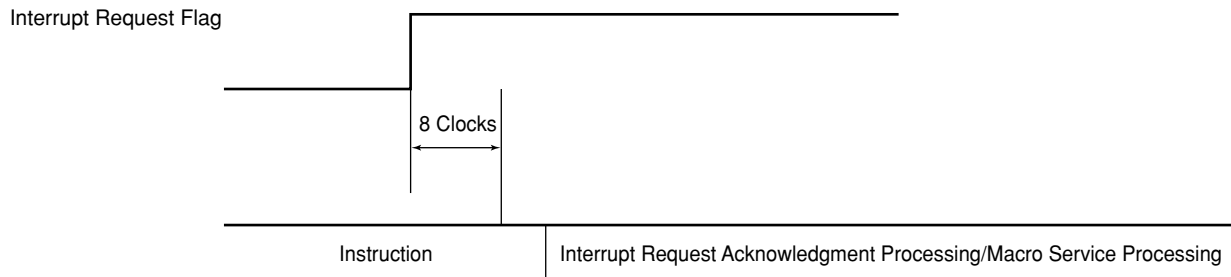 Interrupt Request Flag
8 Clocks
Instruction
Interrupt Request Acknowledgment Processing/Macro Service Processing